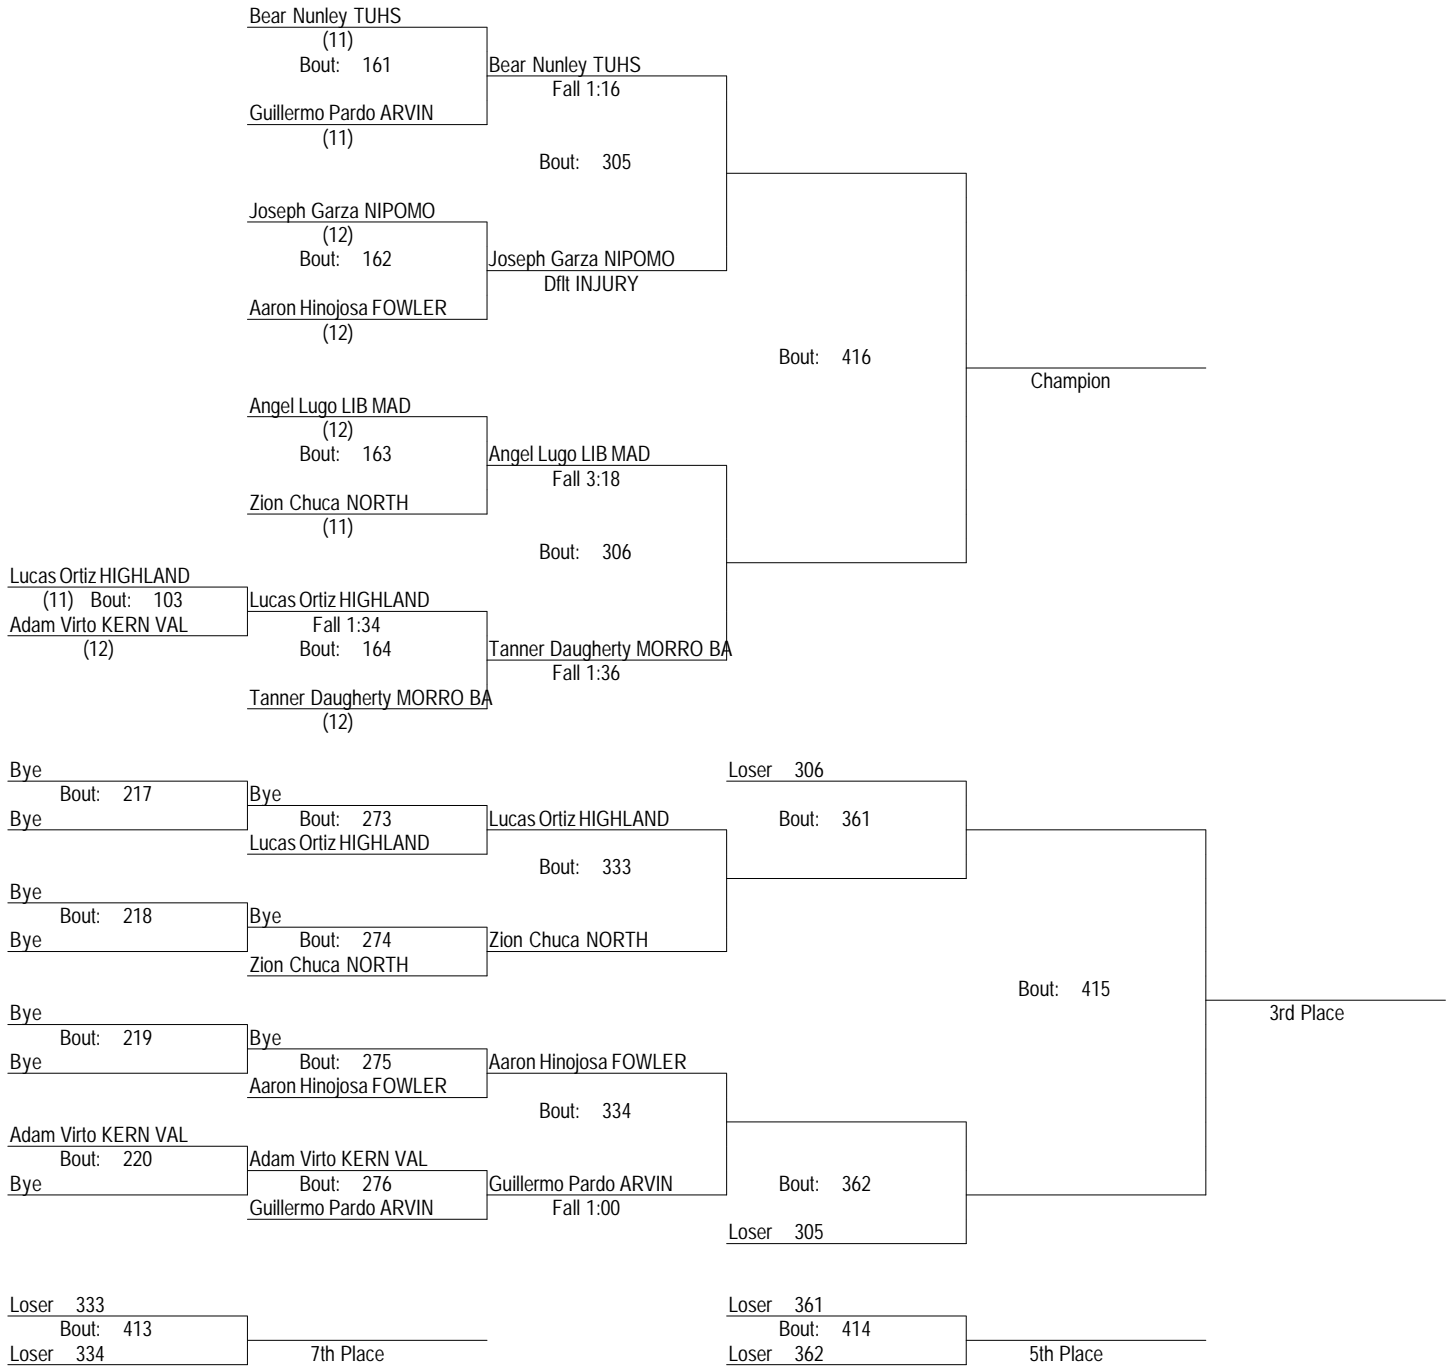 Bear Nunley TUHS
(11)
Bout: 161
Bear Nunley TUHS
Fall 1:16
Guillermo Pardo ARVIN
(11)
Bout: 305
Joseph Garza NIPOMO
(12)
Bout: 162
Joseph Garza NIPOMO
Dflt INJURY
Aaron Hinojosa FOWLER
(12)
Bout: 416
Champion
Angel Lugo LIB MAD
(12)
Bout: 163
Angel Lugo LIB MAD
Fall 3:18
Zion Chuca NORTH
(11)
Bout: 306
Lucas Ortiz HIGHLAND
(11) Bout: 103
Adam Virto KERN VAL
(12)
Lucas Ortiz HIGHLAND
Fall 1:34
Bout: 164
Tanner Daugherty MORRO BA
Fall 1:36
Tanner Daugherty MORRO BA
(12)
Bye
Bout: 217
Bye
Bye
Bout: 273
Lucas Ortiz HIGHLAND
Lucas Ortiz HIGHLAND
Loser 306
Bout: 361
Bout: 333
Bye
Bout: 218
Bye
Bye
Bout: 274
Zion Chuca NORTH
Zion Chuca NORTH
Bout: 415
3rd Place
Bye
Bout: 219
Bye
Bye
Bout: 275
Aaron Hinojosa FOWLER
Aaron Hinojosa FOWLER
Bout: 334
Adam Virto KERN VAL
Bout: 220
Bye
Adam Virto KERN VAL
Bout: 276
Guillermo Pardo ARVIN
Guillermo Pardo ARVIN
Fall 1:00
Bout: 362
Loser 305
Loser 333
Bout: 413
Loser 334
7th Place
Loser 361
Bout: 414
Loser 362
5th Place